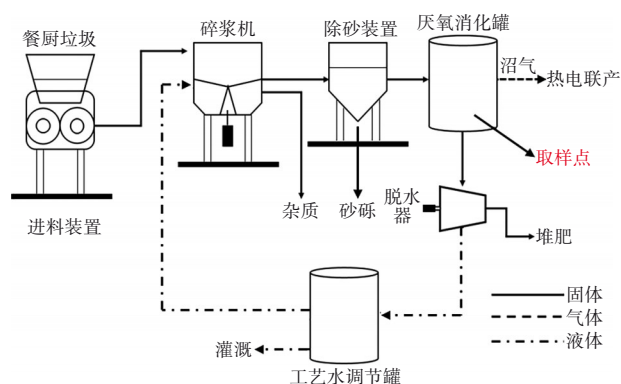 餐厨垃圾
碎浆机
除砂装置
厌氧消化罐
沼气
热电联产
取样点
杂质
砂砾
脱水
器
堆肥
进料装置
固体
气体
液体
灌溉
工艺水调节罐